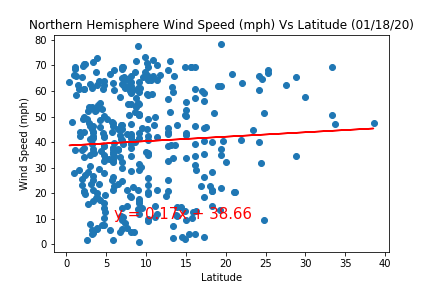 Northern Hemisphere Wind Speed (mph) Vs Latitude (01/18/20)
80
70
60
50
40
30
20
10
0
Wind Speed (mph)
y = 0.17x + 38.66
0 5 10 15 20 25 30 35 40
Latitude